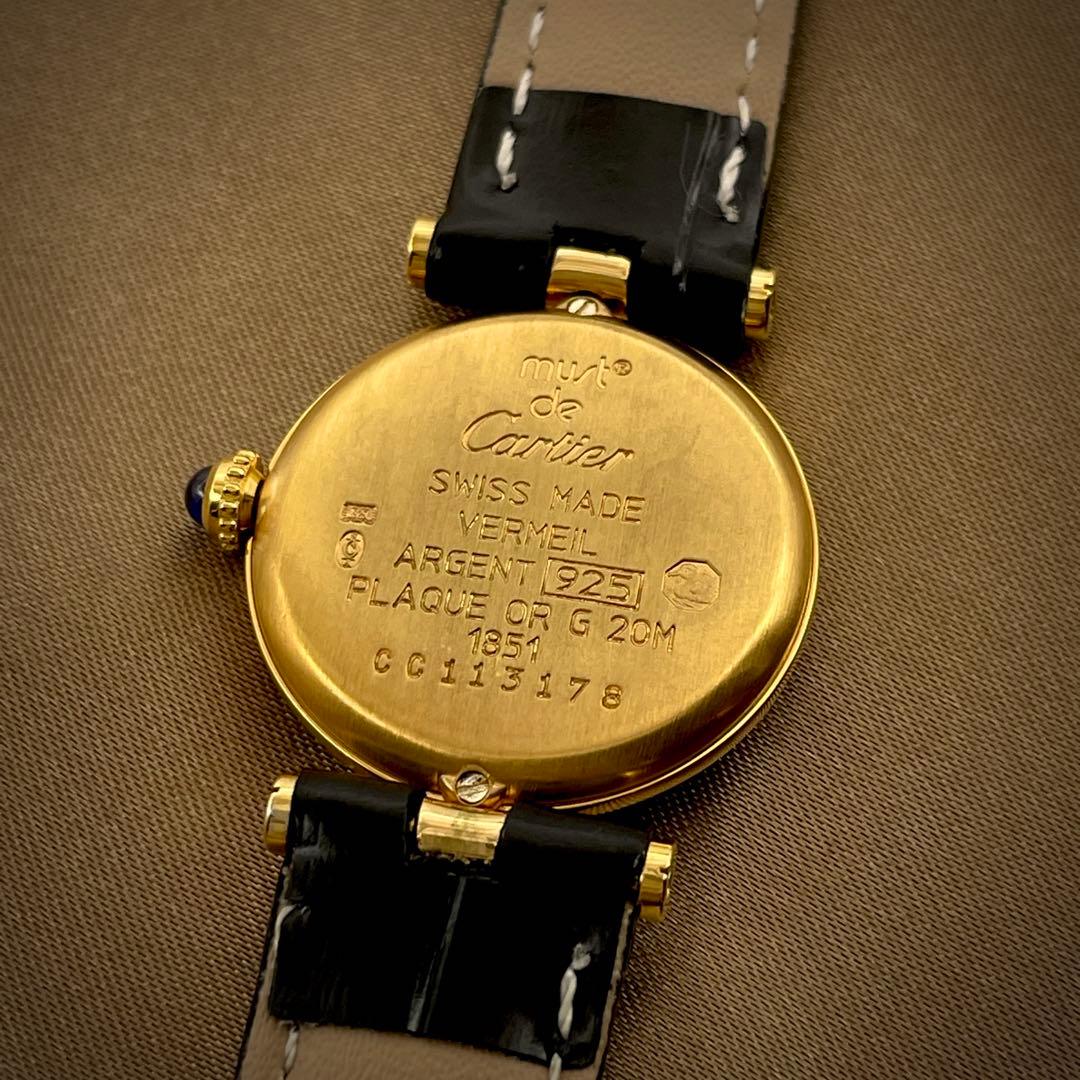 must®
de
Cartier
SWISS MADE
VERMEIL
ARGENT 925
PLAQUE OR G 20M
1851
CC113178